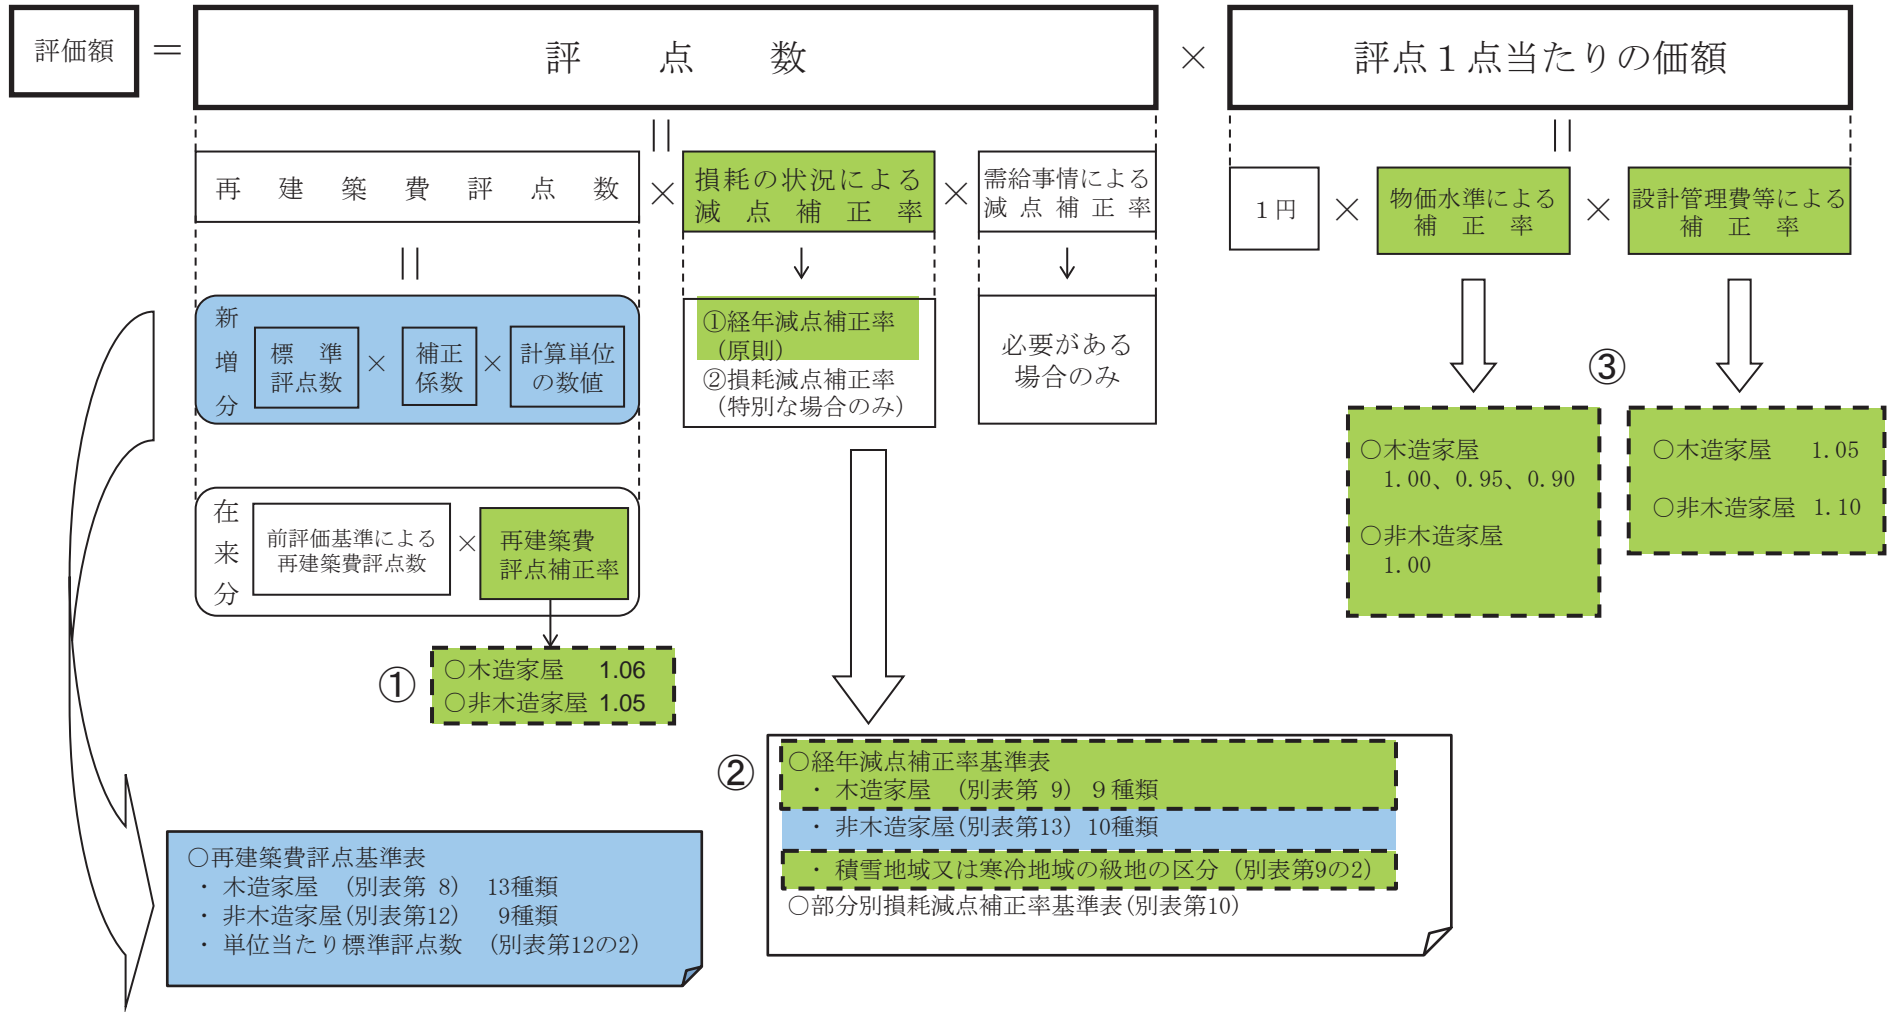 評価額
＝
評点数
×
評点１点当たりの価額
||
||
再建築費評点数
×
損耗の状況による
減点補正率
×
需給事情による
減点補正率
１円
×
物価水準による
補正率
×
設計管理費等による
補正率
||
新増分
標準
評点数
×
補正
係数
×
計算単位
の数値
①経年減点補正率
（原則）
②損耗減点補正率
（特別な場合のみ）
必要がある
場合のみ
③
○木造家屋
1.00、0.95、0.90
○非木造家屋
1.00
○木造家屋 1.05
○非木造家屋 1.10
在来分
前評価基準による
再建築費評点数
×
再建築費
評点補正率
①
○木造家屋 1.06
○非木造家屋 1.05
②
○経年減点補正率基準表
・木造家屋 （別表第 9） ９種類
・非木造家屋(別表第13) 10種類
・積雪地域又は寒冷地域の級地の区分（別表第9の2）
○部分別損耗減点補正率基準表(別表第10)
○再建築費評点基準表
・木造家屋 （別表第 8） 13種類
・非木造家屋(別表第12) 9種類
・単位当たり標準評点数 （別表第12の2）